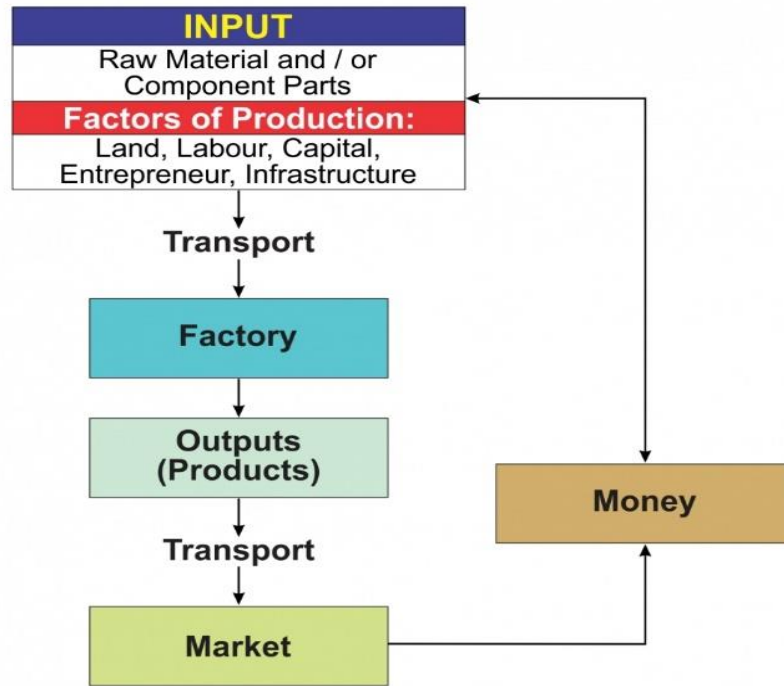 INPUT
Raw Material and / or
Component Parts
Factors of Production:
Land, Labour, Capital,
Entrepreneur, Infrastructure
Transport
Factory
Outputs
(Products)
Transport
Market
Money